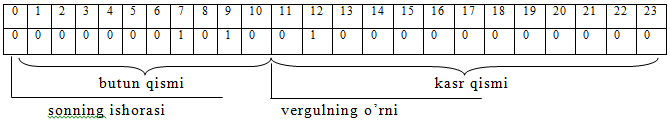 0 1 2 3 4 5 6 7 8 9 10 11 12 13 14 15 16 17 18 19 20 21 22 23
0 0 0 0 0 0 0 1 0 1 0 0 1 0 0 0 0 0 0 0 0 0 0 0
butun qismi kasr qismi
sonning ishorasi vergulning o’rni